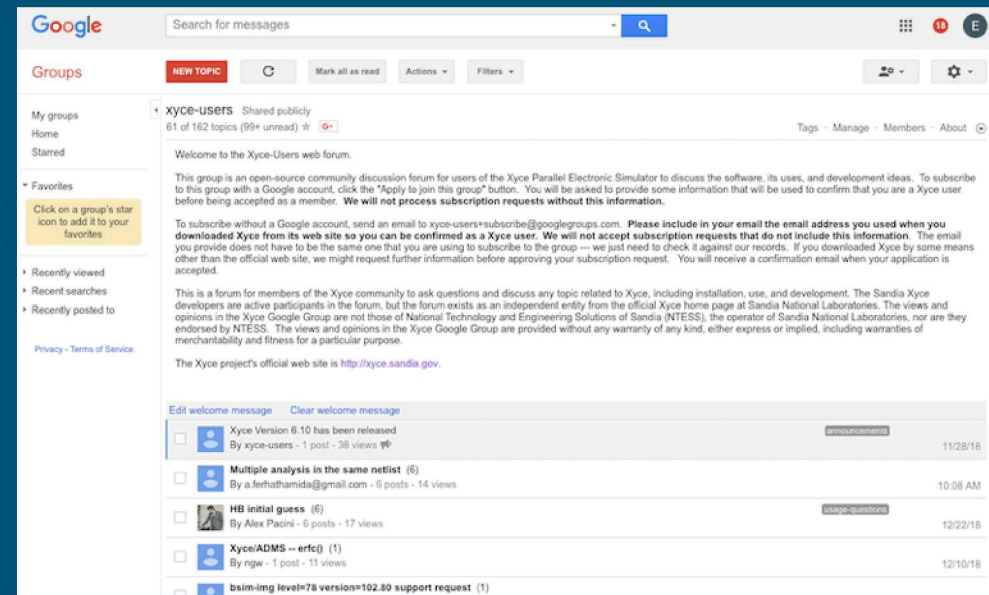 Google
Search for messages
18
E
Groups
NEW TOPIC
Mark all as read
Actions
Filters
My groups
Home
Starred
Favorites
Click on a group's star
icon to add it to your
favorites
Recently viewed
Recent searches
Recently posted to
Privacy - Terms of Service
xyce-users Shared publicly
61 of 162 topics (99+ unread) G+
Tags · Manage · Members · About
Welcome to the Xyce-Users web forum.
This group is an open-source community discussion forum for users of the Xyce Parallel Electronic Simulator to discuss the software, its uses, and development ideas. To subscribe
to this group with a Google account, click the "Apply to join this group" button. You will be asked to provide some information that will be used to confirm that you are a Xyce user
before being accepted as a member. We will not process subscription requests without this information.
To subscribe without a Google account, send an email to xyce-users+subscribe@googlegroups.com. Please include in your email the email address you used when you
downloaded Xyce from its web site so you can be confirmed as a Xyce user. We will not accept subscription requests that do not include this information. The email
you provide does not have to be the same one that you are using to subscribe to the group --- we just need to check it against our records. If you downloaded Xyce by some means
other than the official web site, we might request further information before approving your subscription request. You will receive a confirmation email when your application is
accepted.
This is a forum for members of the Xyce community to ask questions and discuss any topic related to Xyce, including installation, use, and development. The Sandia Xyce
developers are active participants in the forum, but the forum exists as an independent entity from the official Xyce home page at Sandia National Laboratories. The views and
opinions in the Xyce Google Group are not those of National Technology and Engineering Solutions of Sandia (NTESS), the operator of Sandia National Laboratories, nor are they
endorsed by NTESS. The views and opinions in the Xyce Google Group are provided without any warranty of any kind, either express or implied, including warranties of
merchantability and fitness for a particular purpose.
The Xyce project's official web site is http://xyce.sandia.gov.
Edit welcome message Clear welcome message
Xyce Version 6.10 has been released announcements
By xyce-users - 1 post - 38 views 11/28/18
Multiple analysis in the same netlist (6)
By a.ferhathamida@gmail.com - 6 posts - 14 views 10:08 AM
HB initial guess (6) usage-questions
By Alex Pacini - 6 posts - 17 views 12/22/18
Xyce/ADMS -- erfc() (1)
By ngw - 1 post - 11 views 12/10/18
bsim-img level=78 version=102.80 support request (1)